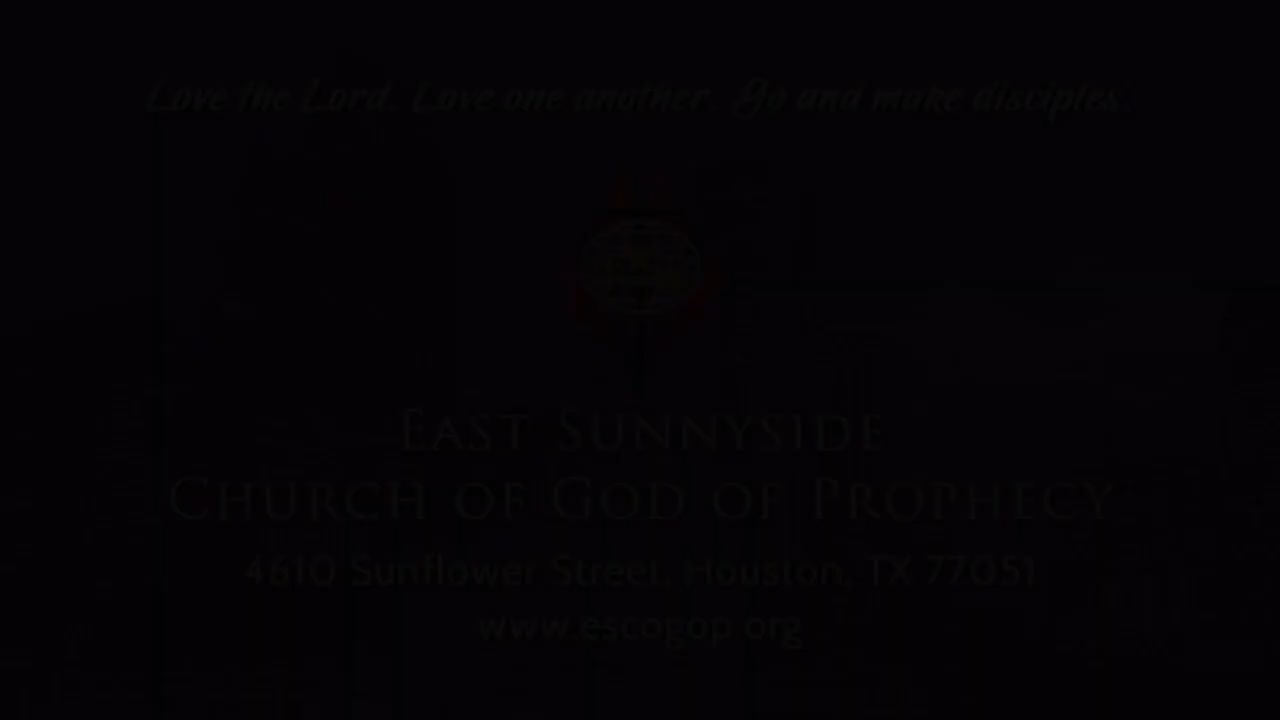 Love the Lord. Love one another. Go and make disciples.
East Sunnyside
Church of God of Prophecy
4610 Sunflower Street, Houston, TX 77051
www.escogop.org